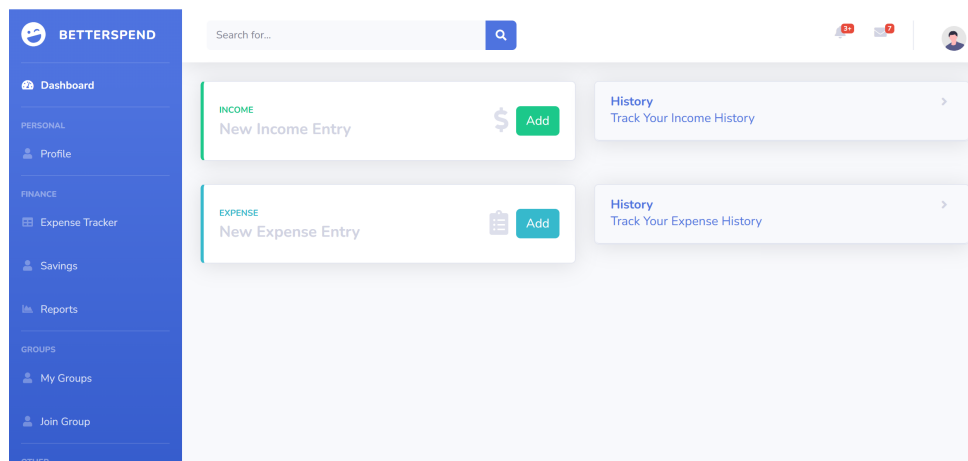 BETTERSPEND
Search for...
3+
7
Dashboard
PERSONAL
Profile
FINANCE
Expense Tracker
Savings
Reports
GROUPS
My Groups
Join Group
OTHER
INCOME
New Income Entry
$
Add
History
Track Your Income History
EXPENSE
New Expense Entry
Add
History
Track Your Expense History